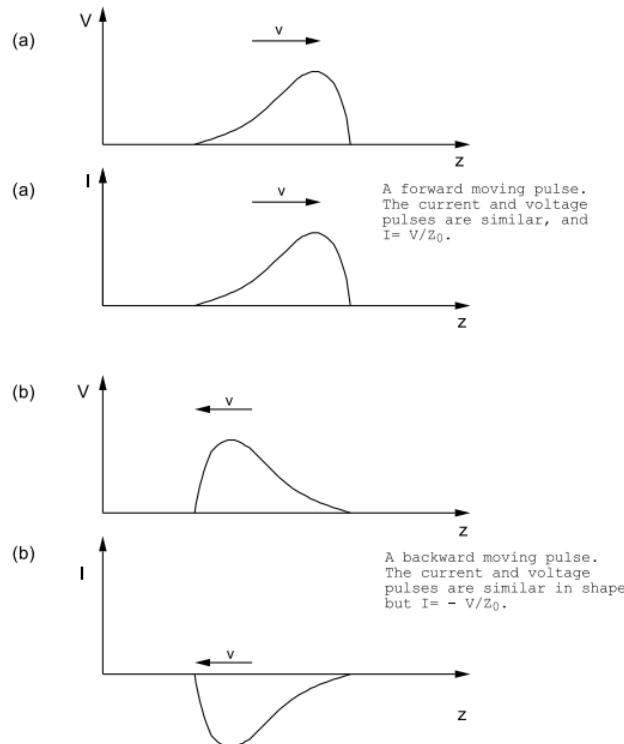 (a)
V
v
z
(a)
I
v
z
A forward moving pulse.
The current and voltage
pulses are similar, and
I= V/Z₀.
(b)
V
v
z
(b)
I
v
z
A backward moving pulse.
The current and voltage
pulses are similar in shape
but I= - V/Z₀.